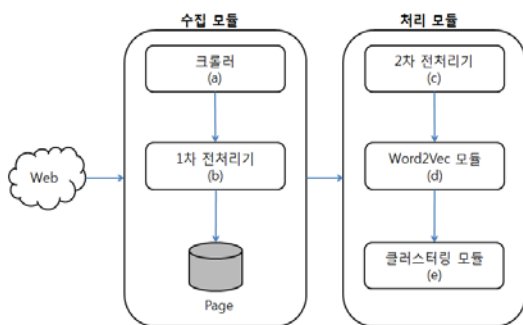 수집 모듈
처리 모듈
크롤러
(a)
2차 전처리기
(c)
Web
1차 전처리기
(b)
Word2Vec 모듈
(d)
Page
클러스터링 모듈
(e)